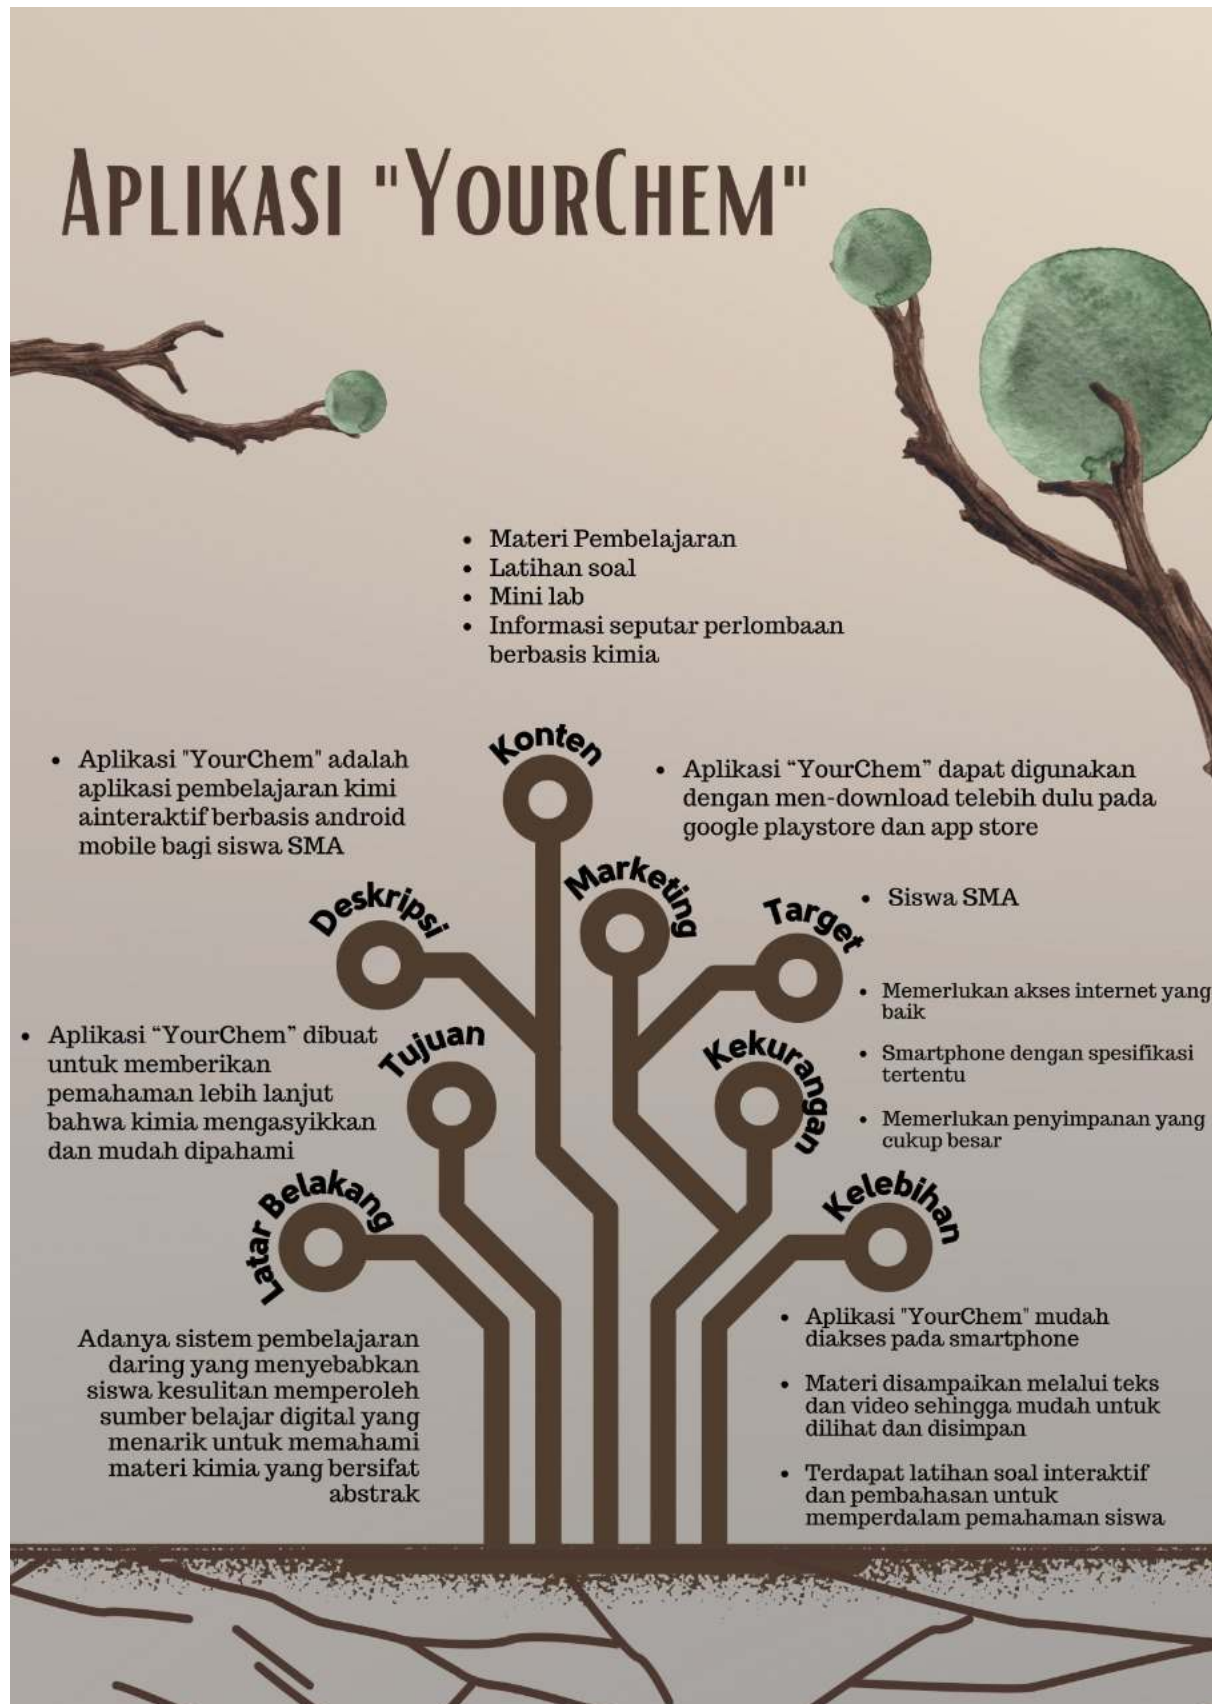 APLIKASI "YOURCHEM"
• Materi Pembelajaran
• Latihan soal
• Mini lab
• Informasi seputar perlombaan
berbasis kimia
Konten
• Aplikasi "YourChem" adalah
aplikasi pembelajaran kimi
ainteraktif berbasis android
mobile bagi siswa SMA
Deskripsi
• Aplikasi “YourChem” dapat digunakan
dengan men-download telebih dulu pada
google playstore dan app store
Marketing
• Siswa SMA
Target
• Aplikasi “YourChem” dibuat
untuk memberikan
pemahaman lebih lanjut
bahwa kimia mengasyikkan
dan mudah dipahami
Tujuan
• Memerlukan akses internet yang
baik
• Smartphone dengan spesifikasi
tertentu
• Memerlukan penyimpanan yang
cukup besar
Kekurangan
Latar Belakang
Adanya sistem pembelajaran
daring yang menyebabkan
siswa kesulitan memperoleh
sumber belajar digital yang
menarik untuk memahami
materi kimia yang bersifat
abstrak
Kelebihan
• Aplikasi "YourChem" mudah
diakses pada smartphone
• Materi disampaikan melalui teks
dan video sehingga mudah untuk
dilihat dan disimpan
• Terdapat latihan soal interaktif
dan pembahasan untuk
memperdalam pemahaman siswa